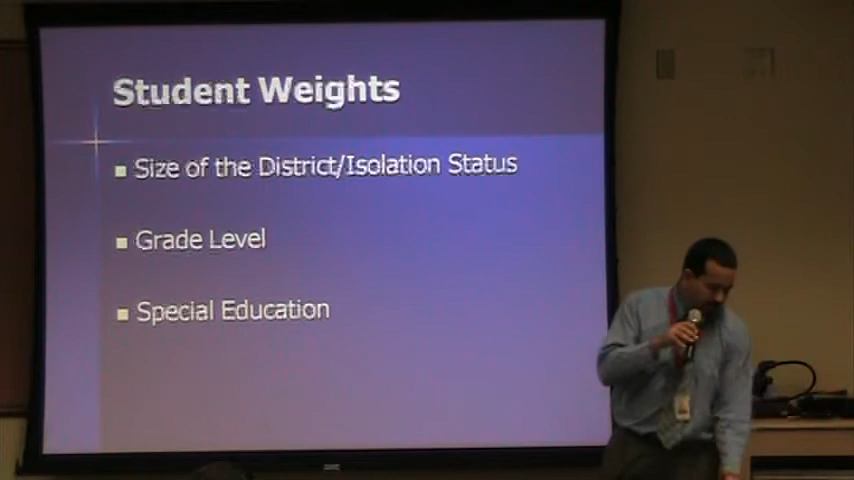 Student Weights
Size of the District/Isolation Status
Grade Level
Special Education